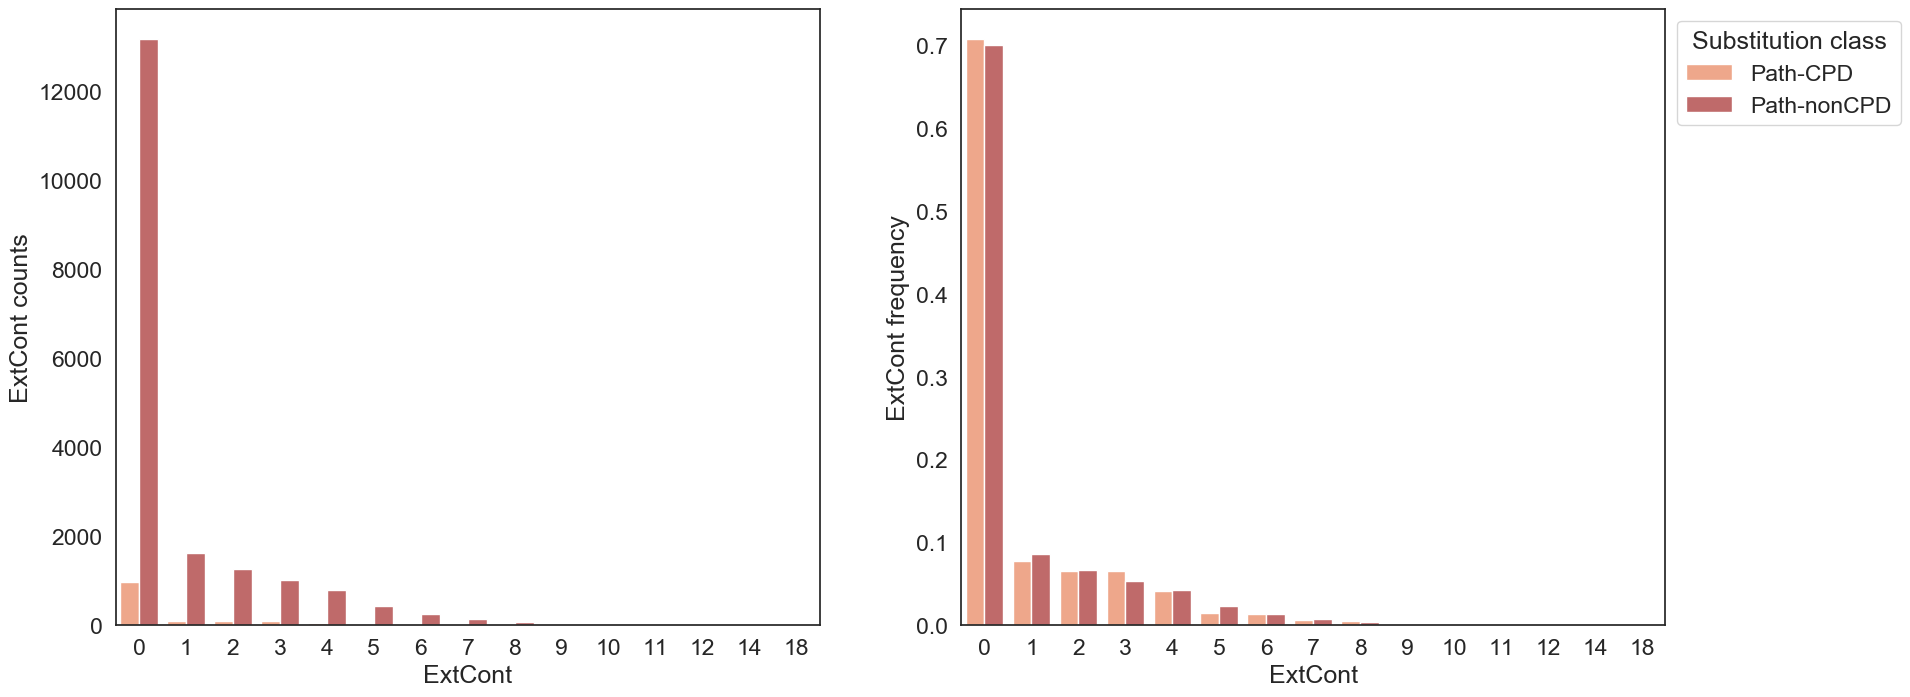 ExtCont counts
12000
10000
8000
6000
4000
2000
0
0 1 2 3 4 5 6 7 8 9 10 11 12 14 18
ExtCont
ExtCont frequency
0.7
0.6
0.5
0.4
0.3
0.2
0.1
0.0
0 1 2 3 4 5 6 7 8 9 10 11 12 14 18
ExtCont
Substitution class
Path-CPD
Path-nonCPD